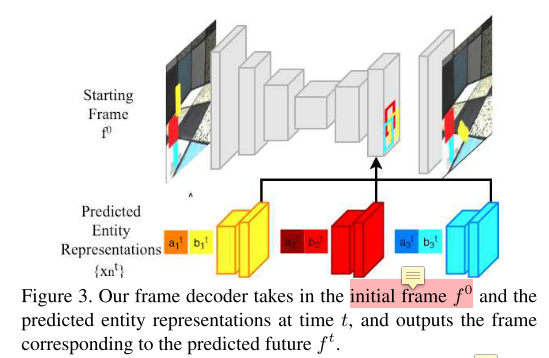 Starting
Frame
f⁰
Predicted
Entity
Representations
{xnᵗ}
a₁ᵗ b₁ᵗ a₂ᵗ b₂ᵗ a₃ᵗ b₃ᵗ
Figure 3. Our frame decoder takes in the initial frame f⁰ and the
predicted entity representations at time t, and outputs the frame
corresponding to the predicted future fᵗ.